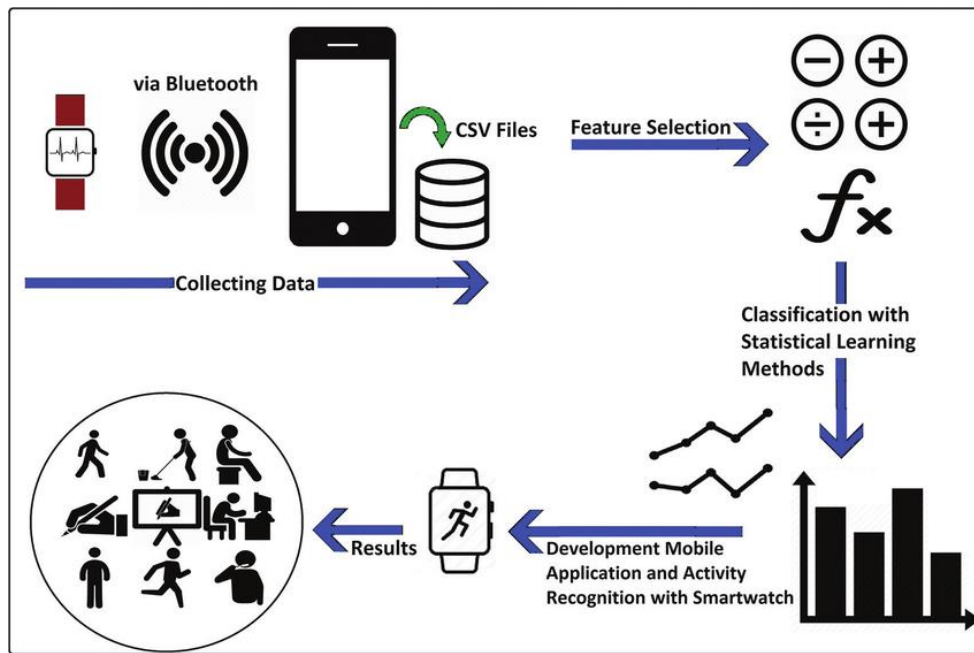 via Bluetooth
CSV Files
Feature Selection
Collecting Data
Classification with
Statistical Learning
Methods
Results
Development Mobile
Application and Activity
Recognition with Smartwatch